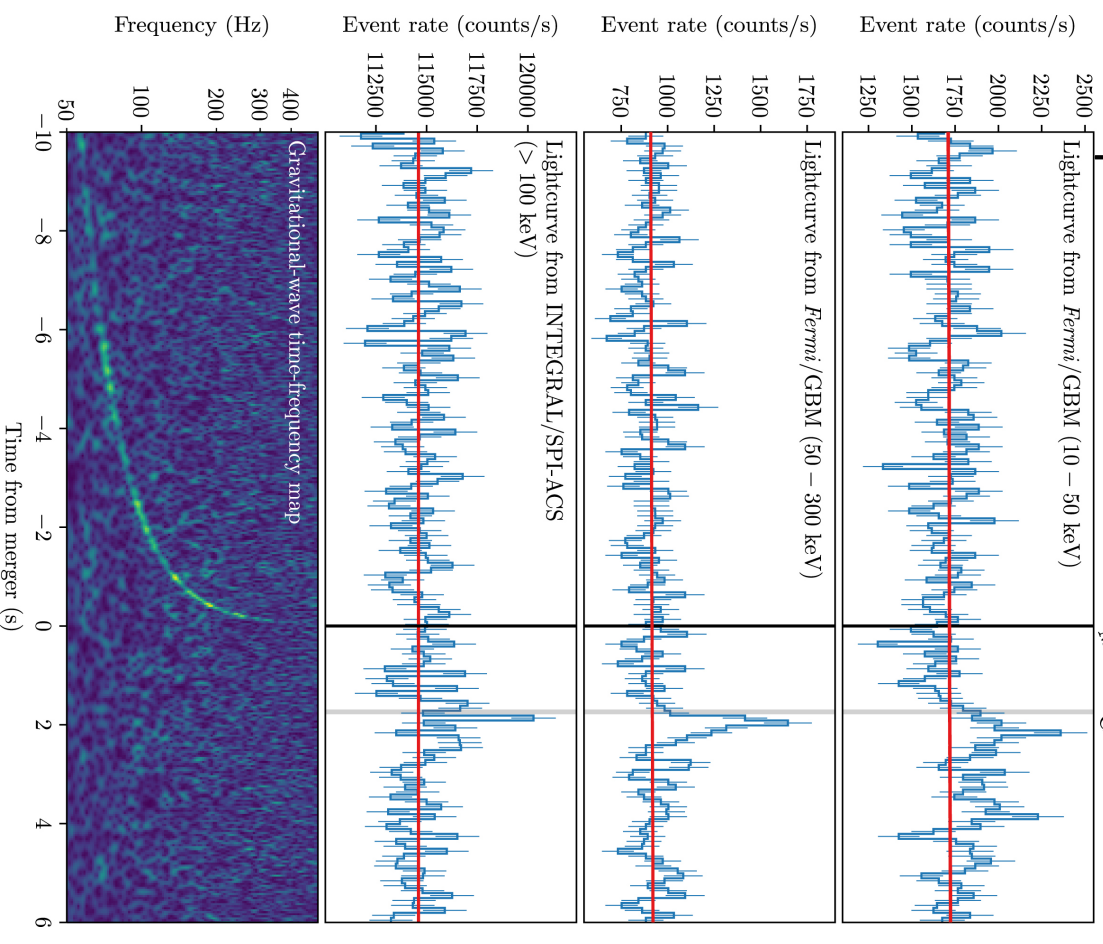 Lightcurve from Fermi/GBM (10 − 50 keV)
Event rate (counts/s)
2500
2250
2000
1750
1500
1250
Lightcurve from Fermi/GBM (50 − 300 keV)
Event rate (counts/s)
1750
1500
1250
1000
750
Lightcurve from INTEGRAL/SPI-ACS
(> 100 keV)
Event rate (counts/s)
120000
117500
115000
112500
Gravitational-wave time-frequency map
Frequency (Hz)
400
300
200
100
50
−10 −8 −6 −4 −2 0 2 4 6
Time from merger (s)